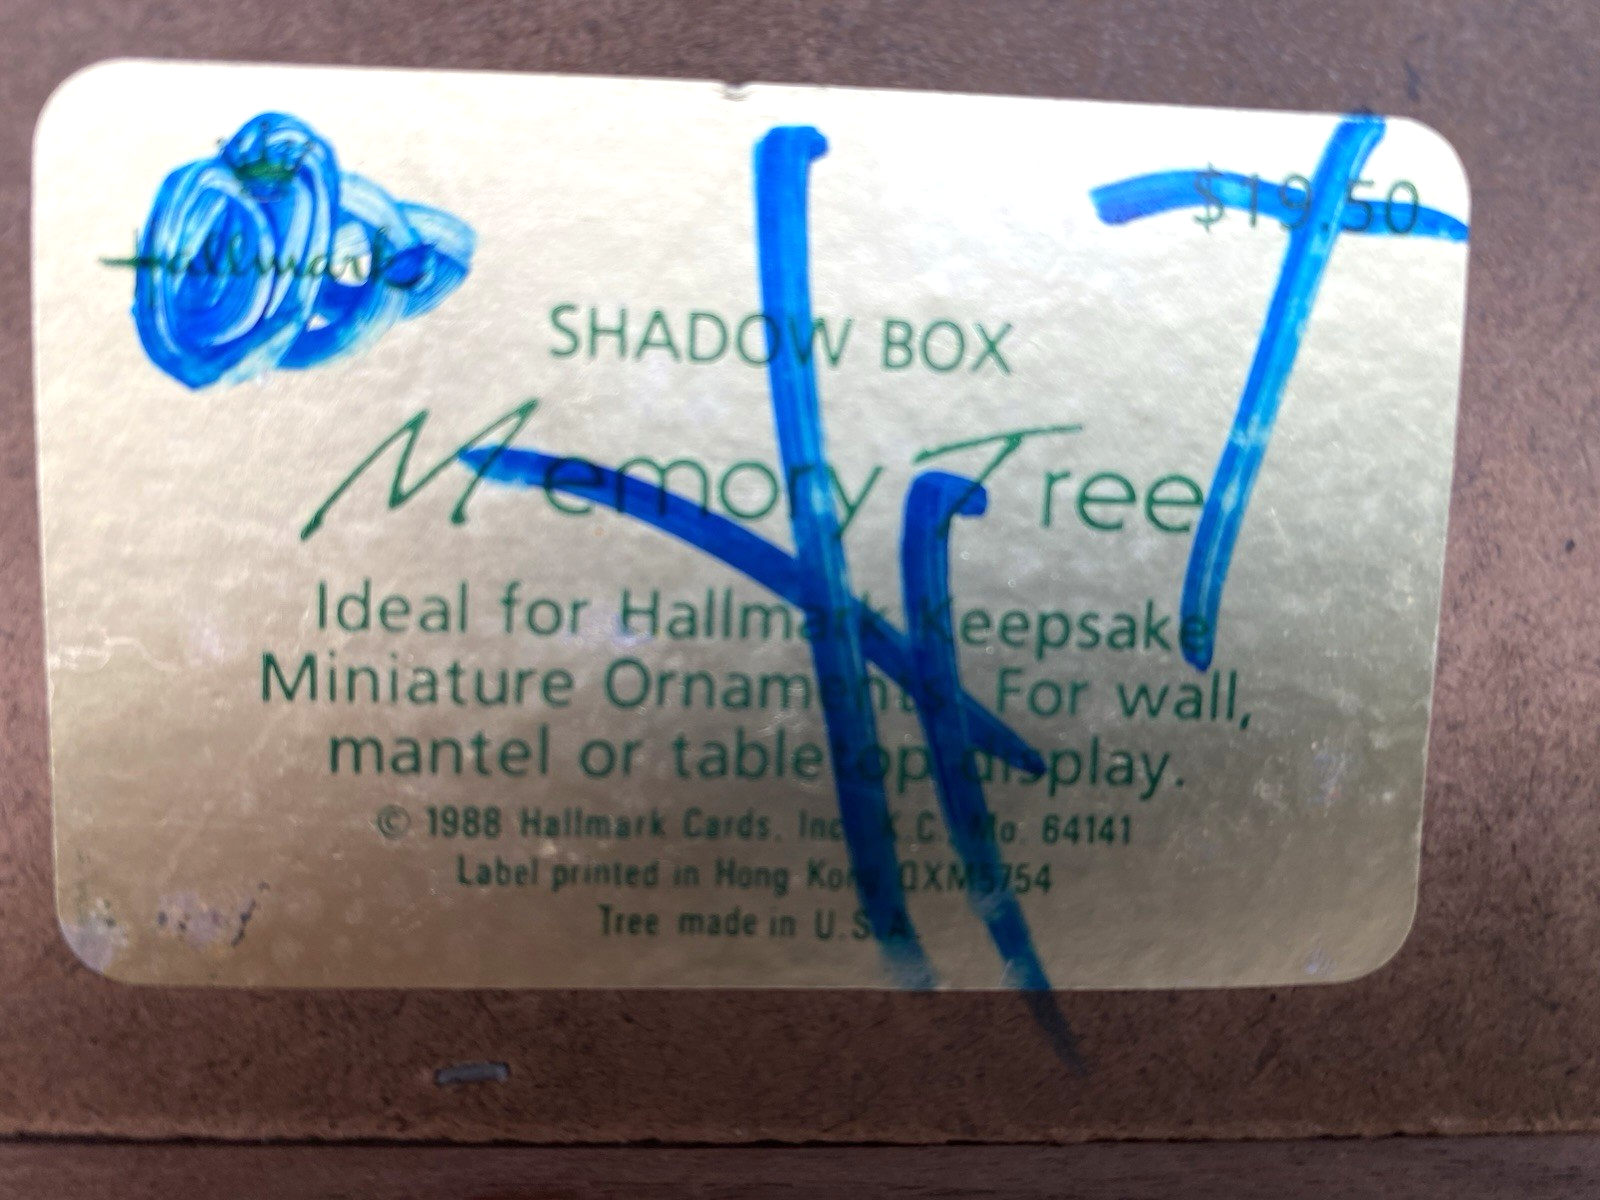 Hallmark
$19.50
SHADOW BOX
Memory Tree
Ideal for Hallmark Keepsake
Miniature Ornaments. For wall,
mantel or tabletop display.
© 1988 Hallmark Cards, Inc., K.C., Mo. 64141
Label printed in Hong Kong QXM5754
Tree made in U.S.A.